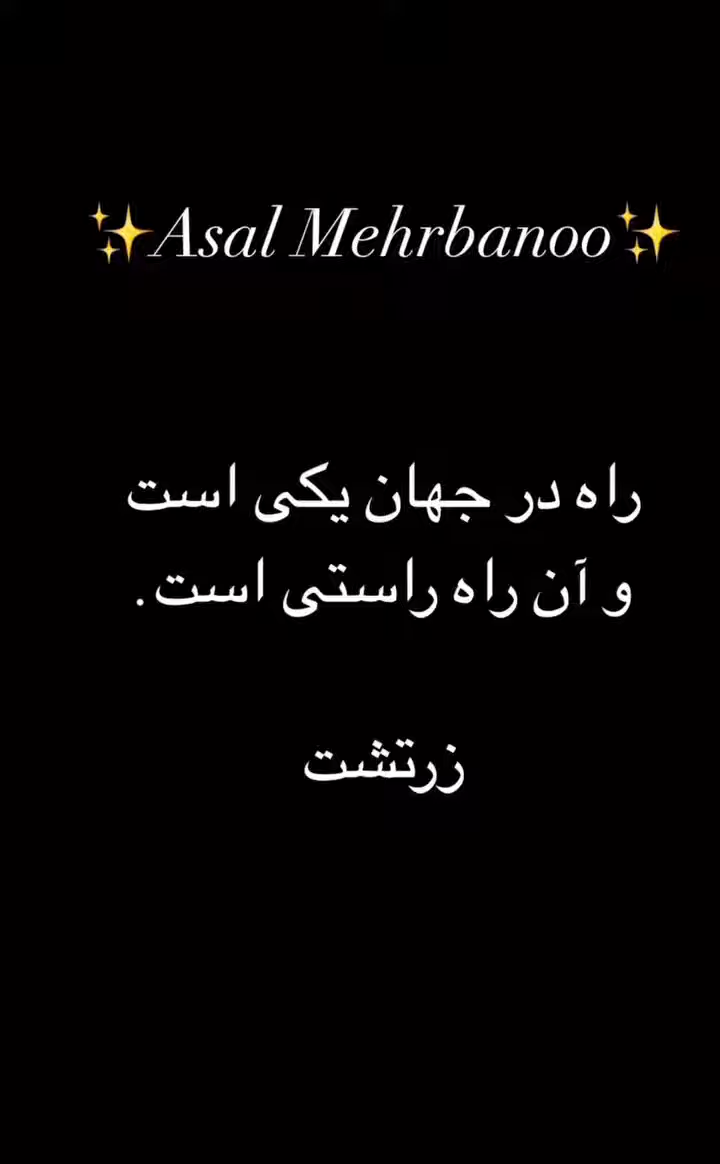 ✨Asal Mehrbanoo✨
راه در جهان یکی است
و آن راه راستی است.
زرتشت